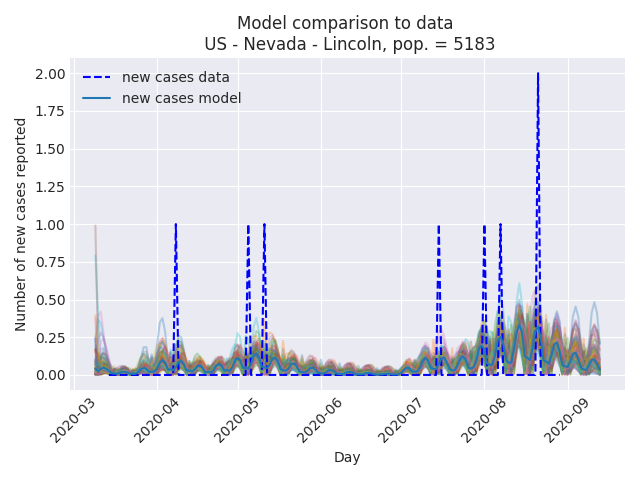 Model comparison to data
US - Nevada - Lincoln, pop. = 5183
new cases data
new cases model
Number of new cases reported
2.00
1.75
1.50
1.25
1.00
0.75
0.50
0.25
0.00
2020-03
2020-04
2020-05
2020-06
2020-07
2020-08
2020-09
Day